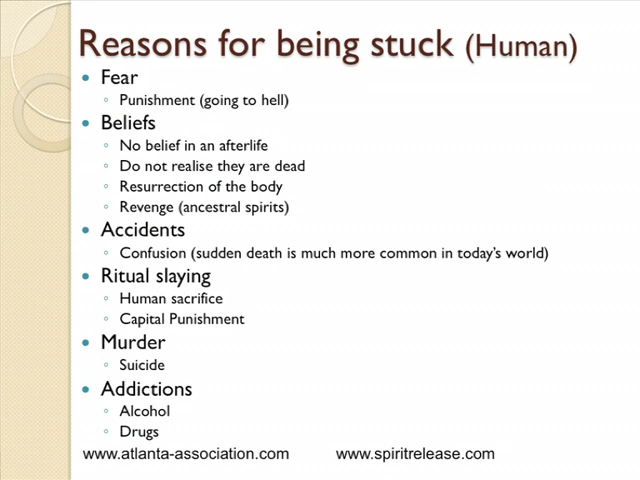 Reasons for being stuck (Human)
• Fear
◦ Punishment (going to hell)
• Beliefs
◦ No belief in an afterlife
◦ Do not realise they are dead
◦ Resurrection of the body
◦ Revenge (ancestral spirits)
• Accidents
◦ Confusion (sudden death is much more common in today's world)
• Ritual slaying
◦ Human sacrifice
◦ Capital Punishment
• Murder
◦ Suicide
• Addictions
◦ Alcohol
◦ Drugs
www.atlanta-association.com www.spiritrelease.com